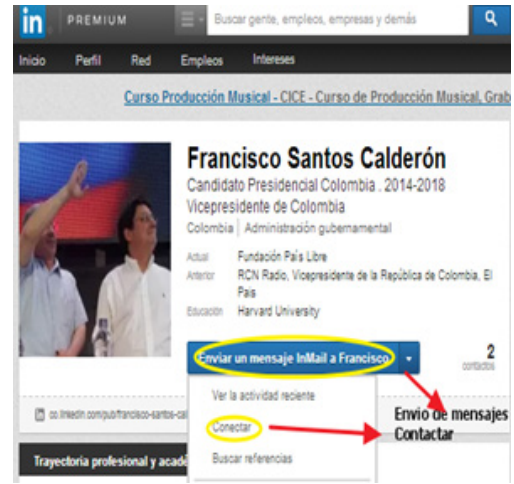 in PREMIUM Buscar gente, empleos, empresas y demás
Inicio Perfil Red Empleos Intereses
Curso Producción Musical - CICE - Curso de Producción Musical, Grab
Francisco Santos Calderón
Candidato Presidencial Colombia . 2014-2018
Vicepresidente de Colombia
Colombia | Administración gubernamental
Actual Fundación País Libre
Anterior RCN Radio, Vicepresidente de la República de Colombia, El
Pais
Educación Harvard University
Enviar un mensaje InMail a Francisco
2
contactos
Ver la actividad reciente
co.linkedin.com/pub/francisco-santos-cal
Conectar
Envio de mensajes
Contactar
Buscar referencias
Trayectoria profesional y acadé